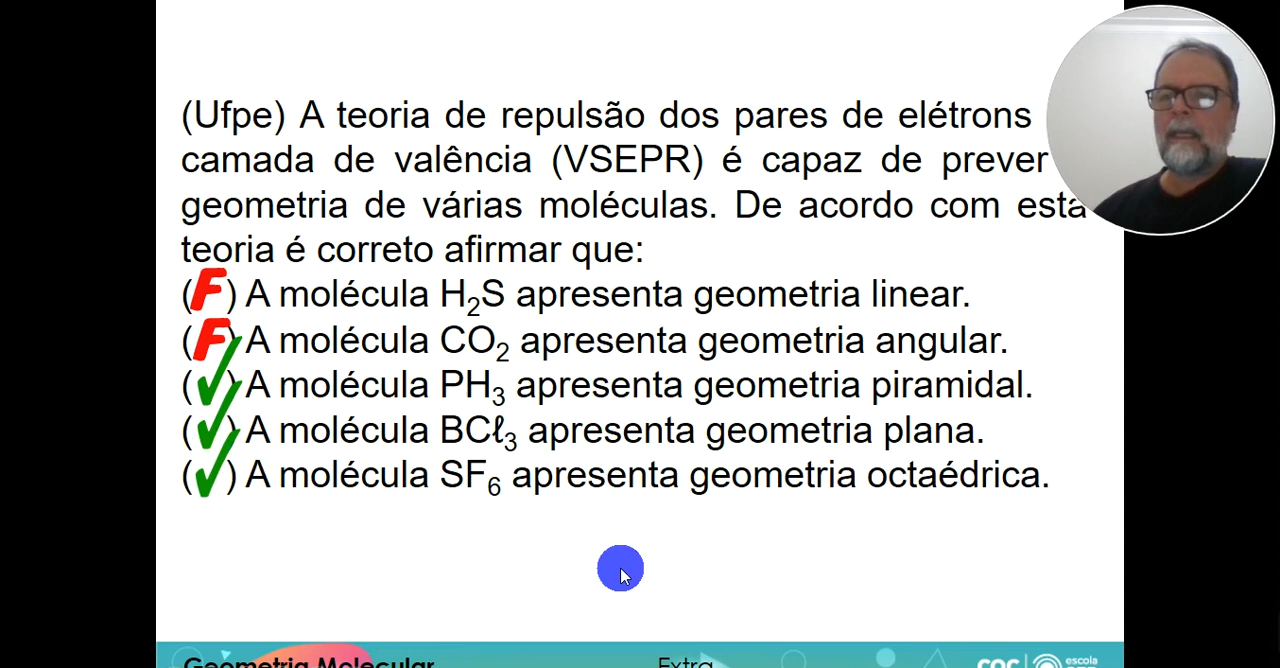 (Ufpe) A teoria de repulsão dos pares de elétrons
camada de valência (VSEPR) é capaz de prever
geometria de várias moléculas. De acordo com esta
teoria é correto afirmar que:
(F) A molécula H₂S apresenta geometria linear.
(F) A molécula CO₂ apresenta geometria angular.
(✓) A molécula PH₃ apresenta geometria piramidal.
(✓) A molécula BCℓ₃ apresenta geometria plana.
(✓) A molécula SF₆ apresenta geometria octaédrica.
Geometria Molecular Extra coc escola